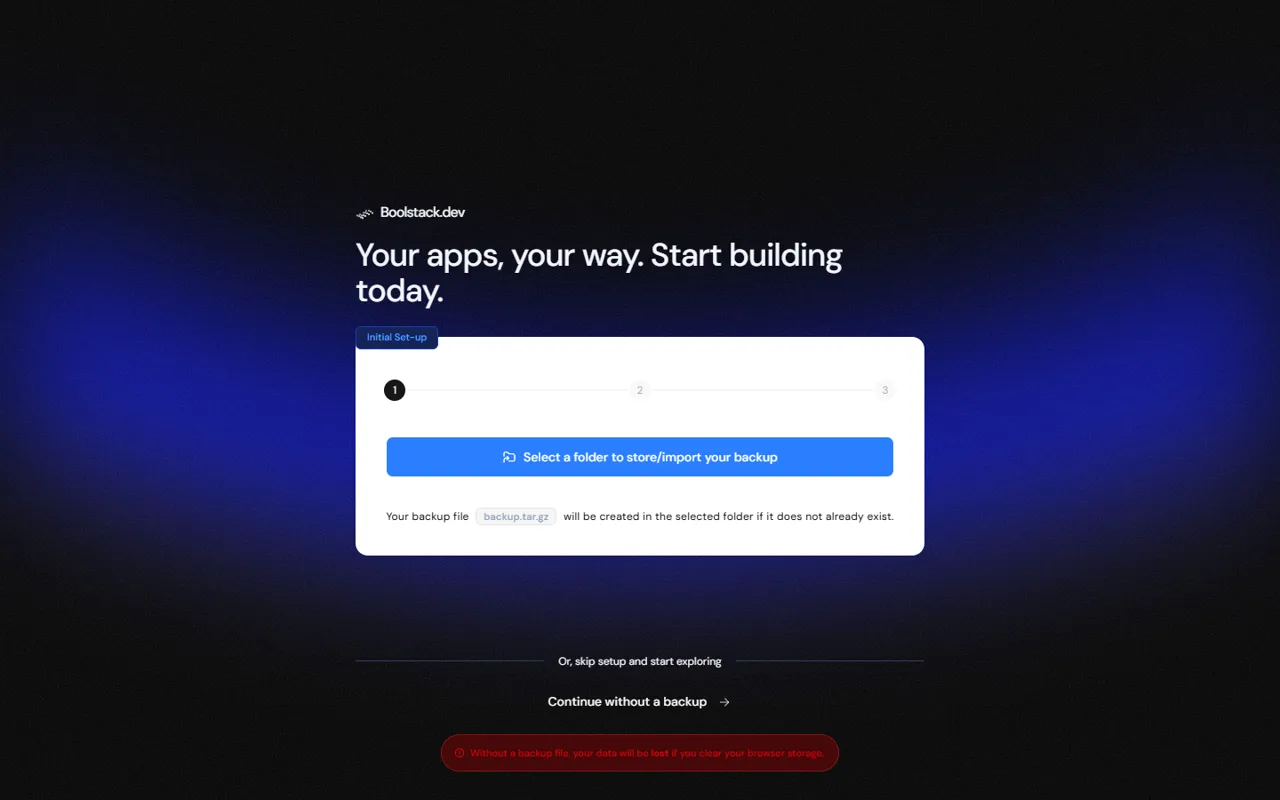 Boolstack.dev
Your apps, your way. Start building
today.
Initial Set-up
1
2
3
Select a folder to store/import your backup
Your backup file backup.tar.gz will be created in the selected folder if it does not already exist.
Or, skip setup and start exploring
Continue without a backup →
Without a backup file, your data will be lost if you clear your browser storage.